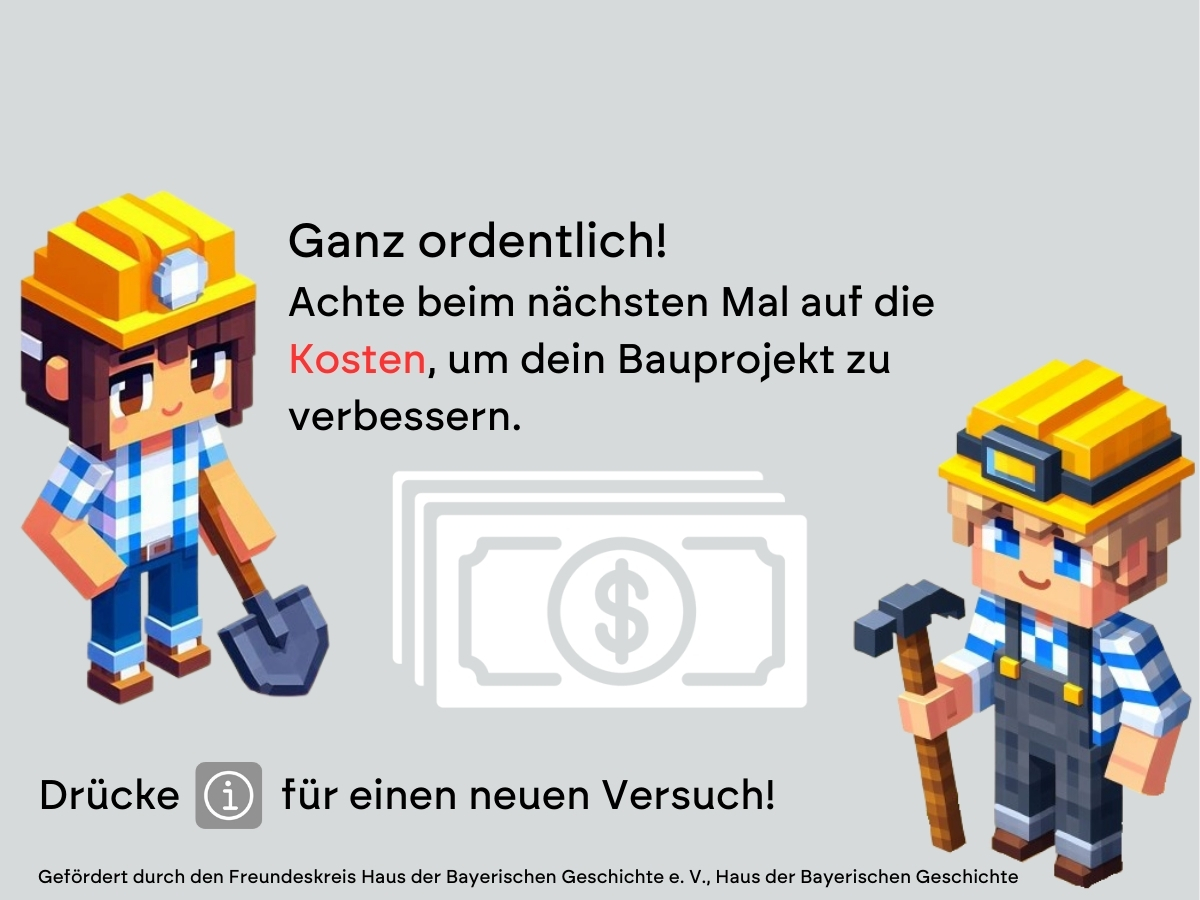 Ganz ordentlich!
Achte beim nächsten Mal auf die
Kosten, um dein Bauprojekt zu
verbessern.
$
Drücke i für einen neuen Versuch!
Gefördert durch den Freundeskreis Haus der Bayerischen Geschichte e. V., Haus der Bayerischen Geschichte